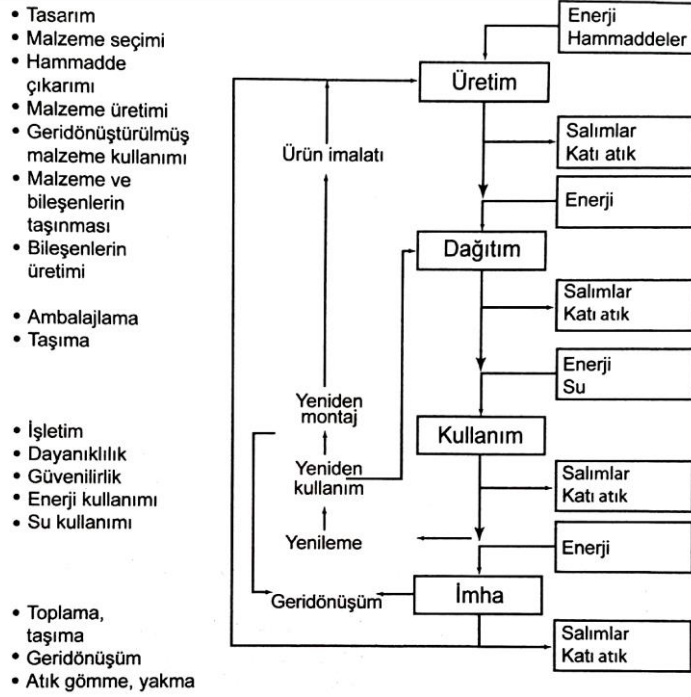 • Tasarım
• Malzeme seçimi
• Hammadde
çıkarımı
• Malzeme üretimi
• Geridönüştürülmüş
malzeme kullanımı
• Malzeme ve
bileşenlerin
taşınması
• Bileşenlerin
üretimi
• Ambalajlama
• Taşıma
• İşletim
• Dayanıklılık
• Güvenilirlik
• Enerji kullanımı
• Su kullanımı
• Toplama,
taşıma
• Geridönüşüm
• Atık gömme, yakma
Ürün imalatı
Yeniden
montaj
Yeniden
kullanım
Yenileme
Geridönüşüm
Üretim
Dağıtım
Kullanım
İmha
Enerji
Hammaddeler
Salımlar
Katı atık
Enerji
Salımlar
Katı atık
Enerji
Su
Salımlar
Katı atık
Enerji
Salımlar
Katı atık